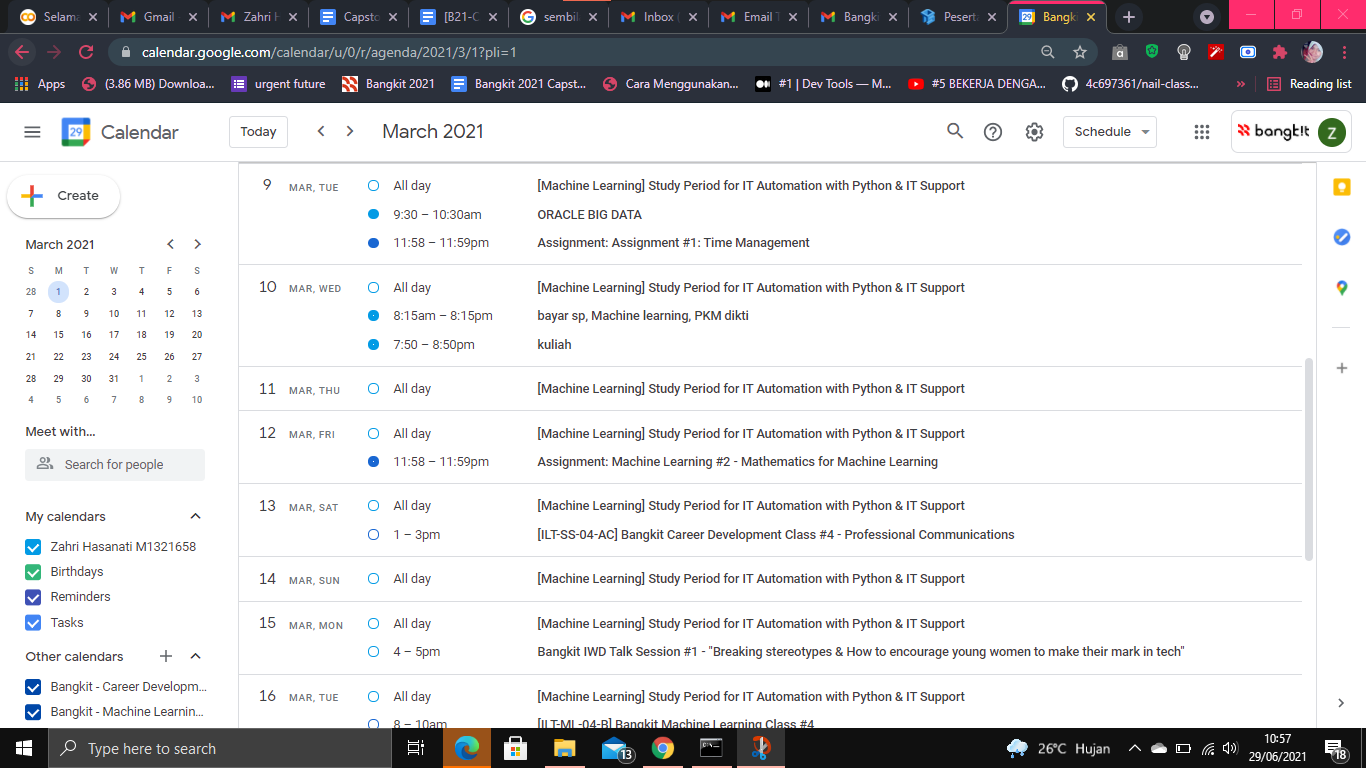 Selama
Gmail
Zahri H
Capsto
[B21-C
sembil
Inbox (
Email T
Bangki
Pesert
Bangk
calendar.google.com/calendar/u/0/r/agenda/2021/3/1?pli=1
Apps
(3.86 MB) Downloa...
urgent future
Bangkit 2021
Bangkit 2021 Capst...
Cara Menggunakan...
#1 | Dev Tools — M...
#5 BEKERJA DENGA...
4c697361/nail-class...
»
Reading list
29 Calendar
Today
March 2021
Schedule
bangk!t
Z
Create
March 2021
S M T W T F S
28 1 2 3 4 5 6
7 8 9 10 11 12 13
14 15 16 17 18 19 20
21 22 23 24 25 26 27
28 29 30 31 1 2 3
4 5 6 7 8 9 10
Meet with...
Search for people
My calendars
Zahri Hasanati M1321658
Birthdays
Reminders
Tasks
Other calendars
Bangkit - Career Developm...
Bangkit - Machine Learnin...
9 MAR, TUE All day [Machine Learning] Study Period for IT Automation with Python & IT Support
9:30 – 10:30am ORACLE BIG DATA
11:58 – 11:59pm Assignment: Assignment #1: Time Management
10 MAR, WED All day [Machine Learning] Study Period for IT Automation with Python & IT Support
8:15am – 8:15pm bayar sp, Machine learning, PKM dikti
7:50 – 8:50pm kuliah
11 MAR, THU All day [Machine Learning] Study Period for IT Automation with Python & IT Support
12 MAR, FRI All day [Machine Learning] Study Period for IT Automation with Python & IT Support
11:58 – 11:59pm Assignment: Machine Learning #2 - Mathematics for Machine Learning
13 MAR, SAT All day [Machine Learning] Study Period for IT Automation with Python & IT Support
1 – 3pm [ILT-SS-04-AC] Bangkit Career Development Class #4 - Professional Communications
14 MAR, SUN All day [Machine Learning] Study Period for IT Automation with Python & IT Support
15 MAR, MON All day [Machine Learning] Study Period for IT Automation with Python & IT Support
4 – 5pm Bangkit IWD Talk Session #1 - "Breaking stereotypes & How to encourage young women to make their mark in tech"
16 MAR, TUE All day [Machine Learning] Study Period for IT Automation with Python & IT Support
8 – 10am [ILT-ML-04-B] Bangkit Machine Learning Class #4
Type here to search
13
26°C Hujan
10:57
29/06/2021
18